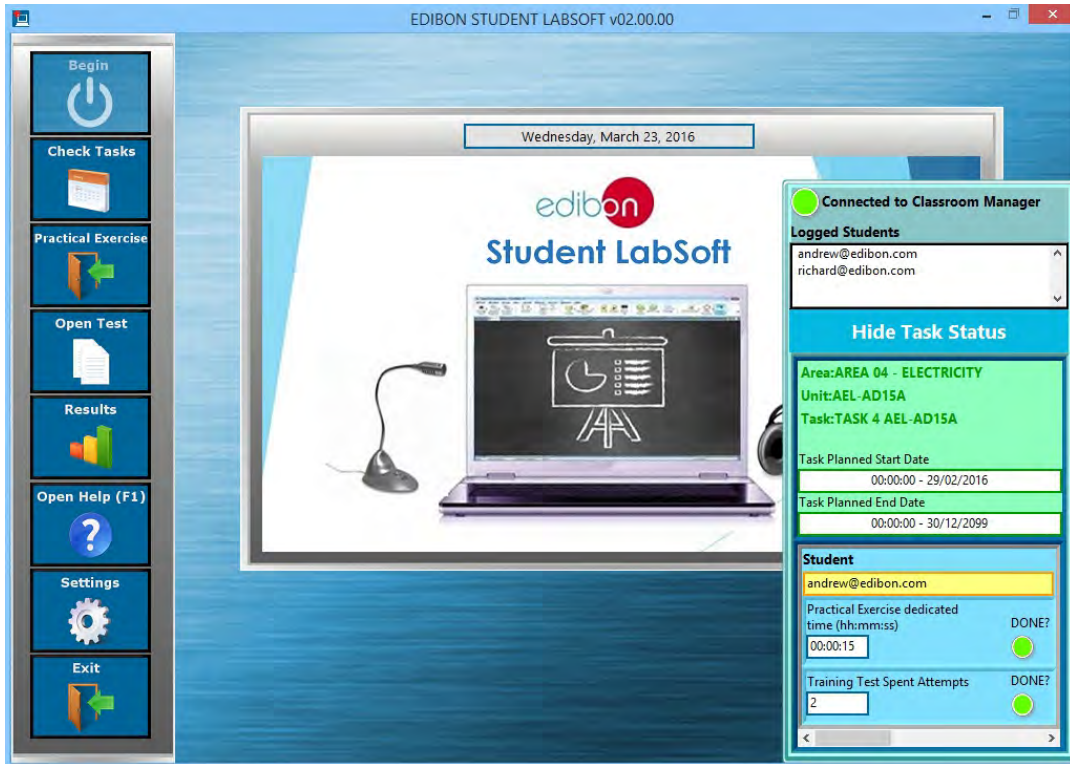 EDIBON STUDENT LABSOFT v02.00.00
Begin
Check Tasks
Practical Exercise
Open Test
Results
Open Help (F1)
?
Settings
Exit
Wednesday, March 23, 2016
edibon
Student LabSoft
Connected to Classroom Manager
Logged Students
andrew@edibon.com
richard@edibon.com
Hide Task Status
Area:AREA 04 - ELECTRICITY
Unit:AEL-AD15A
Task:TASK 4 AEL-AD15A
Task Planned Start Date
00:00:00 - 29/02/2016
Task Planned End Date
00:00:00 - 30/12/2099
Student
andrew@edibon.com
Practical Exercise dedicated
time (hh:mm:ss) DONE?
00:00:15
Training Test Spent Attempts DONE?
2